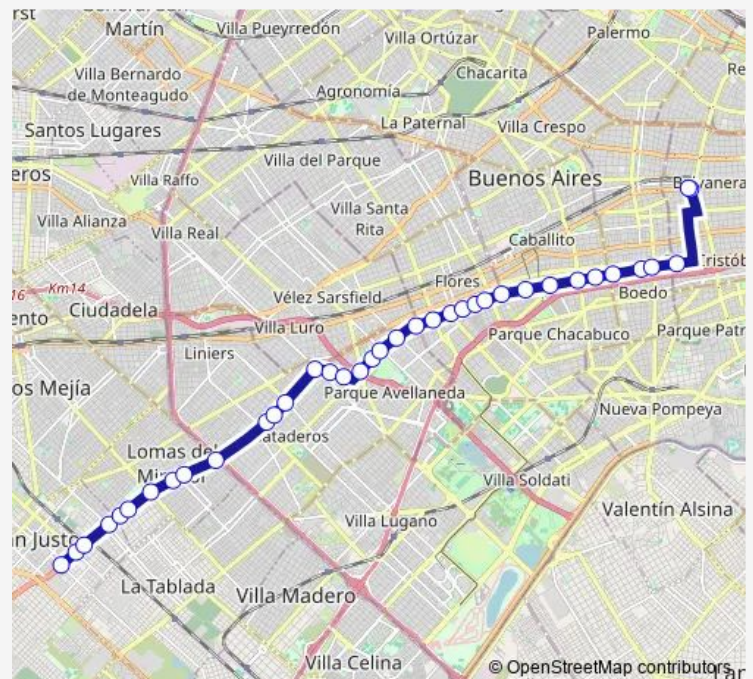 Martín
Villa Pueyrredón
Villa Ortúzar
Palermo
Villa Bernardo
de Monteagudo
Chacarita
Agronomía
La Paternal
Villa Crespo
Santos Lugares
Villa del Parque
Villa Raffo
Buenos Aires
Villa Santa
Rita
Villa Alianza
Villa Real
Caballito
Flores
Km14
Ciudadela
Vélez Sarsfield
Boedo
Villa Luro
Parque Chacabuco
Liniers
Parque Avellaneda
Nueva Pompeya
Villa Soldati
Valentín Alsina
Villa Lugano
La Tablada
Villa Madero
Villa Celina
© OpenStreetMap contributors